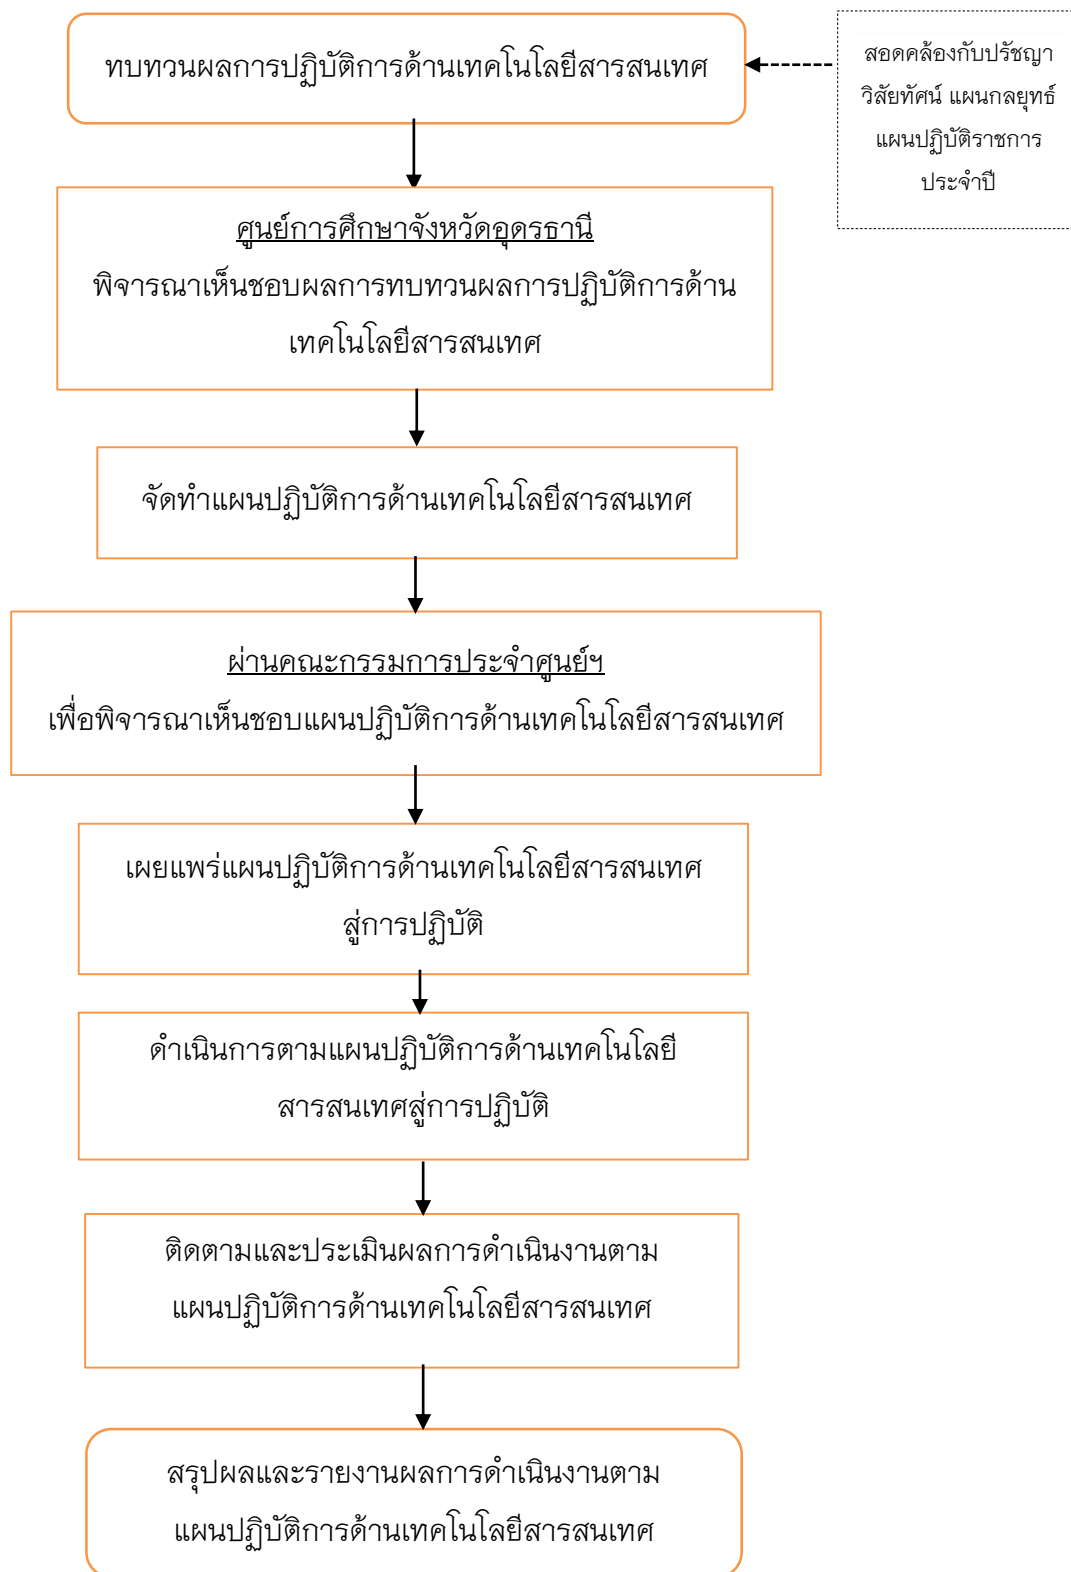 ทบทวนผลการปฏิบัติการด้านเทคโนโลยีสารสนเทศ
สอดคล้องกับปรัชญา
วิสัยทัศน์ แผนกลยุทธ์
แผนปฏิบัติราชการ
ประจำปี
ศูนย์การศึกษาจังหวัดอุดรธานี
พิจารณาเห็นชอบผลการทบทวนผลการปฏิบัติการด้าน
เทคโนโลยีสารสนเทศ
จัดทำแผนปฏิบัติการด้านเทคโนโลยีสารสนเทศ
ผ่านคณะกรรมการประจำศูนย์ฯ
เพื่อพิจารณาเห็นชอบแผนปฏิบัติการด้านเทคโนโลยีสารสนเทศ
เผยแพร่แผนปฏิบัติการด้านเทคโนโลยีสารสนเทศ
สู่การปฏิบัติ
ดำเนินการตามแผนปฏิบัติการด้านเทคโนโลยี
สารสนเทศสู่การปฏิบัติ
ติดตามและประเมินผลการดำเนินงานตาม
แผนปฏิบัติการด้านเทคโนโลยีสารสนเทศ
สรุปผลและรายงานผลการดำเนินงานตาม
แผนปฏิบัติการด้านเทคโนโลยีสารสนเทศ